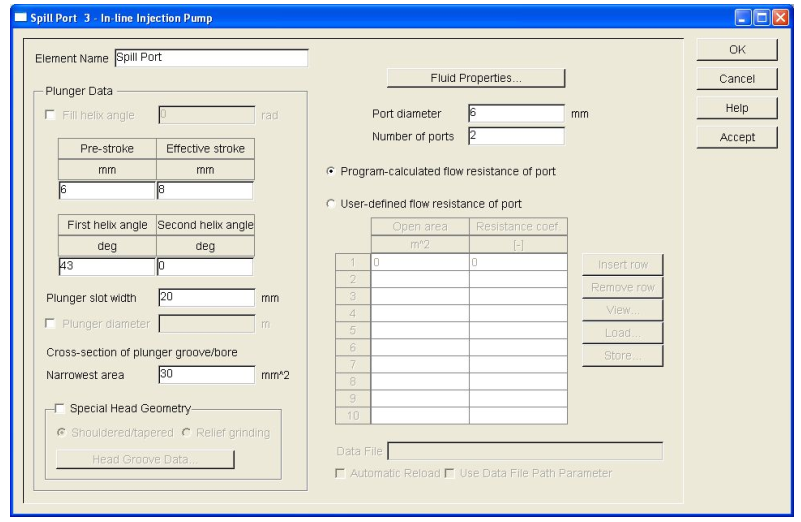 Spill Port 3 - In-line Injection Pump
Element Name Spill Port
Plunger Data
Fill helix angle 0 rad
Pre-stroke Effective stroke
mm mm
6 8
First helix angle Second helix angle
deg deg
43 0
Plunger slot width 20 mm
Plunger diameter m
Cross-section of plunger groove/bore
Narrowest area 30 mm^2
Special Head Geometry
Shouldered/tapered Relief grinding
Head Groove Data...
Fluid Properties...
Port diameter 6 mm
Number of ports 2
Program-calculated flow resistance of port
User-defined flow resistance of port
Open area Resistance coef.
m^2 [-]
1 0 0
2
3
4
5
6
7
8
9
10
Insert row
Remove row
View...
Load...
Store...
Data File
Automatic Reload Use Data File Path Parameter
OK
Cancel
Help
Accept